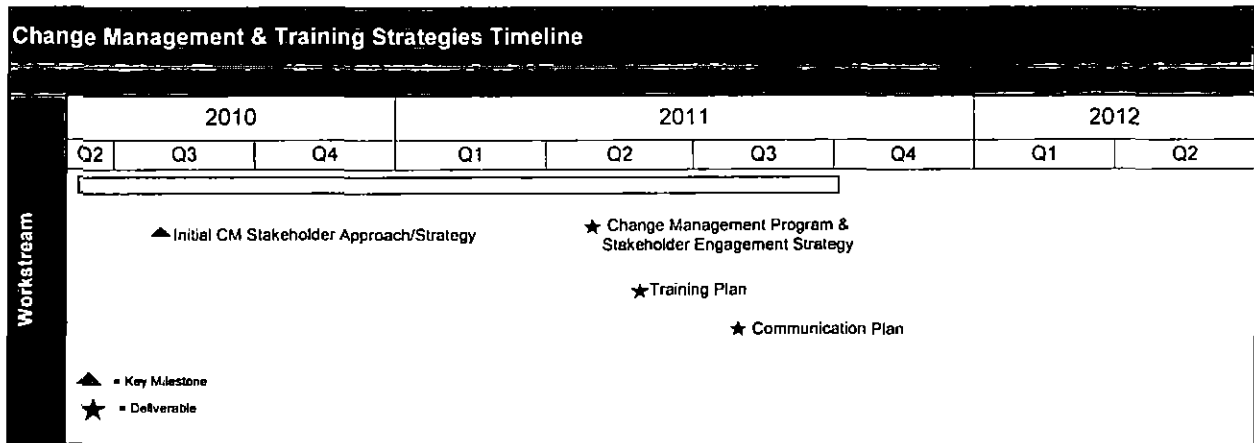 Change Management & Training Strategies Timeline
2010 2011 2012
Q2 Q3 Q4 Q1 Q2 Q3 Q4 Q1 Q2
Workstream
Initial CM Stakeholder Approach/Strategy
Change Management Program &
Stakeholder Engagement Strategy
Training Plan
Communication Plan
= Key Milestone
= Deliverable